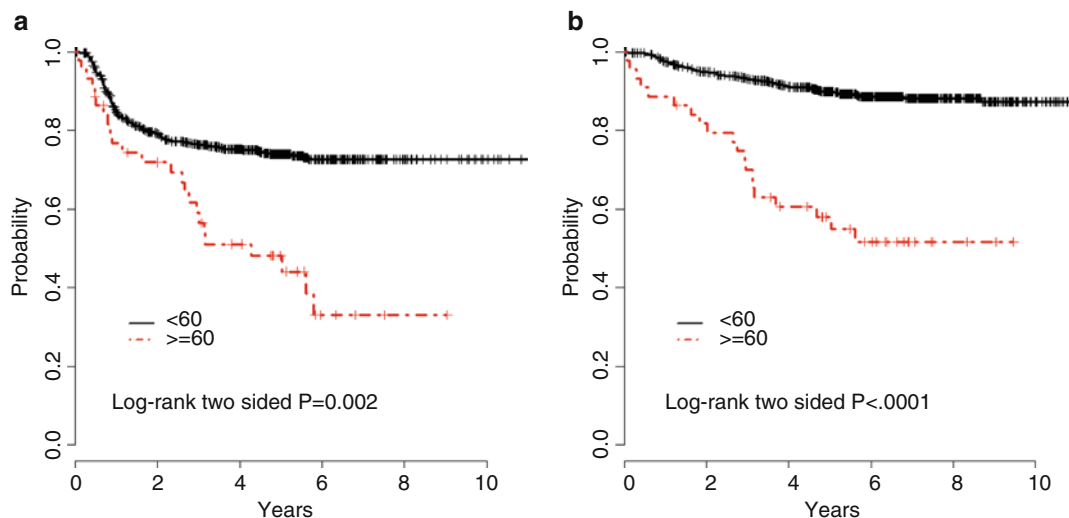 a
1.0
0.8
0.6
0.4
0.2
0.0
Probability
<60
>=60
Log-rank two sided P=0.002
0 2 4 6 8 10
Years
b
1.0
0.8
0.6
0.4
0.2
0.0
Probability
<60
>=60
Log-rank two sided P<.0001
0 2 4 6 8 10
Years